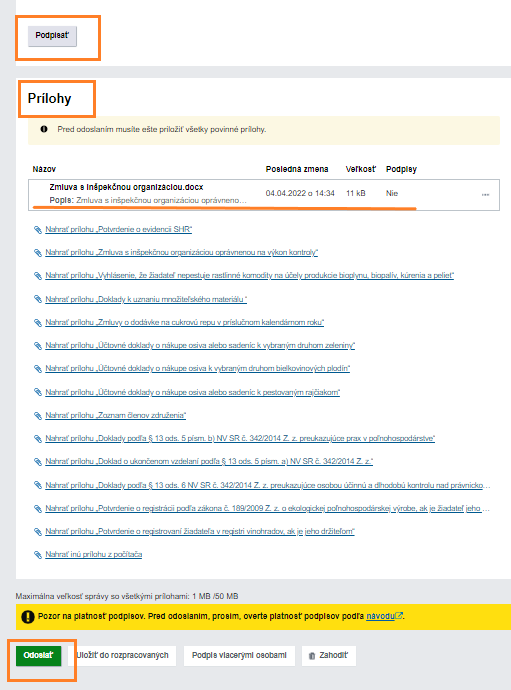 Podpísať
Prílohy
Pred odoslaním musíte ešte priložiť všetky povinné prílohy.
Názov Posledná zmena Veľkosť Podpisy
Zmluva s inšpekčnou organizáciou.docx
Popis: Zmluva s inšpekčnou organizáciou oprávneno... 04.04.2022 o 14:34 11 kB Nie ...
Nahrať prílohu „Potvrdenie o evidencii SHR"
Nahrať prílohu „Zmluva s inšpekčnou organizáciou oprávnenou na výkon kontroly"
Nahrať prílohu „Vyhlásenie, že žiadateľ nepestuje rastlinné komodity na účely produkcie bioplynu, biopalív, kúrenia a peliet"
Nahrať prílohu „Doklady k uznaniu množiteľského materiálu "
Nahrať prílohu „Zmluvy o dodávke na cukrovú repu v príslučnom kalendárnom roku"
Nahrať prílohu „Účtovné doklady o nákupe osiva alebo sadeníc k vybraným druhom zeleniny"
Nahrať prílohu „Účtovné doklady o nákupe osiva k vybraným druhom bielkovinových plodín"
Nahrať prílohu „Účtovné doklady o nákupe osiva alebo sadeníc k pestovaným rajčiakom"
Nahrať prílohu „Zoznam členov združenia"
Nahrať prílohu „Doklady podľa § 13 ods. 5 písm. b) NV SR č. 342/2014 Z. z. preukazujúce prax v poľnohospodárstve"
Nahrať prílohu „Doklad o ukončenom vzdelaní podľa § 13 ods. 5 písm. a) NV SR č. 342/2014 Z. z."
Nahrať prílohu „Doklady podľa § 13 ods. 6 NV SR č. 342/2014 Z. z. preukazujúce osobou účinnú a dlhodobú kontrolu nad právnicko...
Nahrať prílohu „Potvrdenie o registrácii podľa zákona č. 189/2009 Z. z. o ekologickej poľnohospodárskej výrobe, ak je žiadateľ jeho ...
Nahrať prílohu „Potvrdenie o registrovaní žiadateľa v registri vinohradov, ak je jeho držiteľom"
Nahrať inú prílohu z počítača
Maximálna veľkosť správy so všetkými prílohami: 1 MB /50 MB
Pozor na platnosť podpisov. Pred odoslaním, prosím, overte platnosť podpisov podľa návodu.
Odoslať Uložiť do rozpracovaných Podpis viacerými osobami Zahodiť